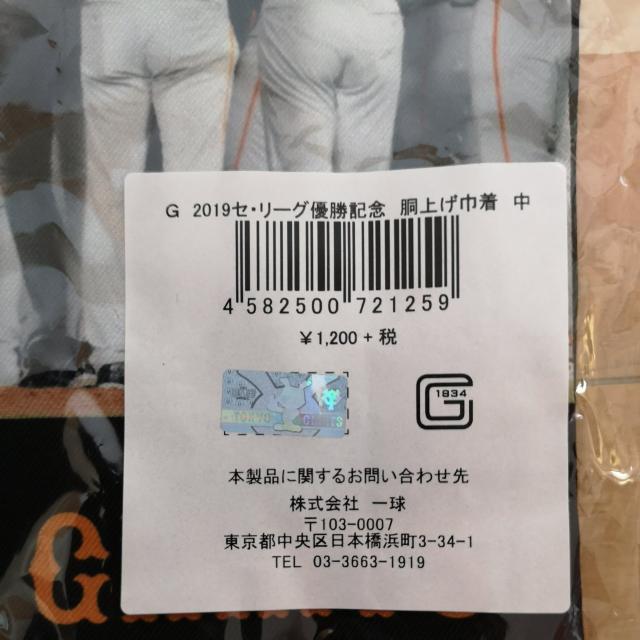 G 2019セ・リーグ優勝記念 胴上げ巾着 中
4 582500 721259
￥1,200 + 税
TOKYO GIANTS
1934
G
本製品に関するお問い合わせ先
株式会社 一球
〒103-0007
東京都中央区日本橋浜町3-34-1
TEL 03-3663-1919
G